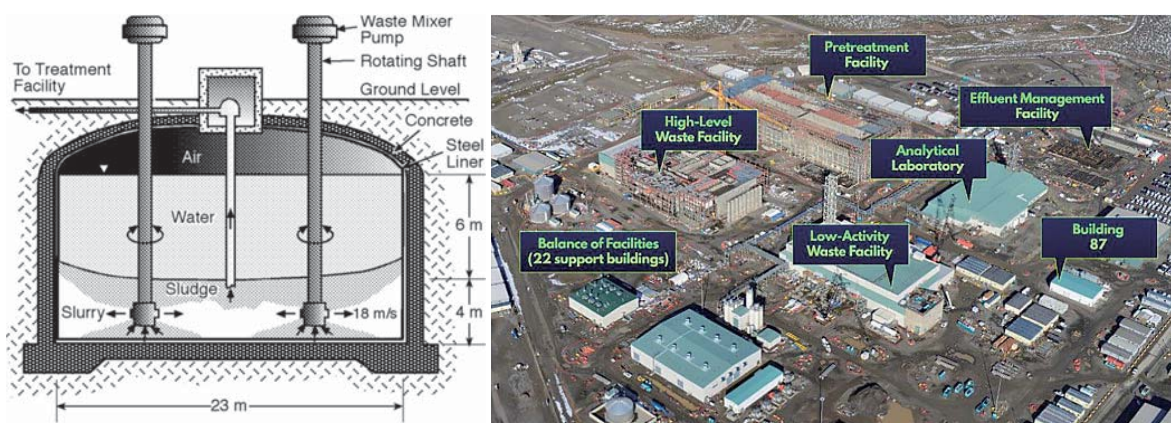 Waste Mixer
Pump
Rotating Shaft
To Treatment
Facility
Ground Level
Concrete
Steel
Liner
Air
Water
6 m
Sludge
Slurry
18 m/s
4 m
23 m
Pretreatment
Facility
High-Level
Waste Facility
Effluent Management
Facility
Analytical
Laboratory
Balance of Facilities
(22 support buildings)
Low-Activity
Waste Facility
Building
87